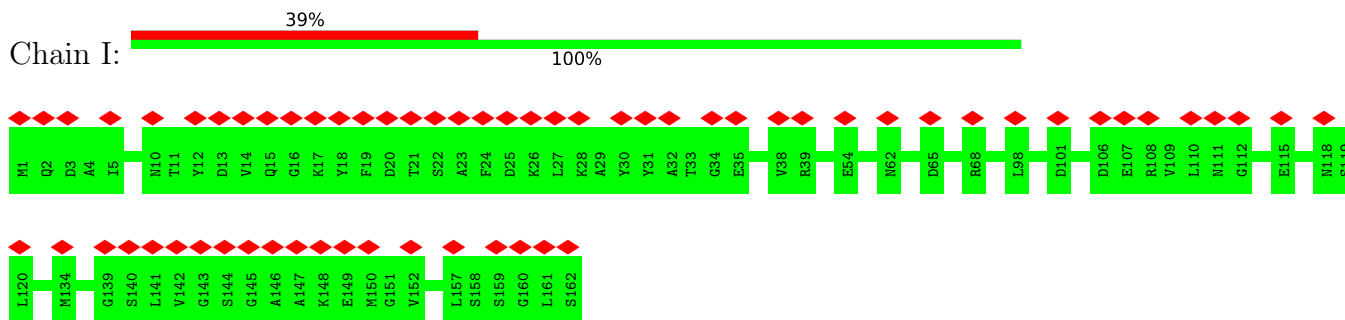 39%
Chain I:
100%
M1 Q2 D3 A4 I5 N10 T11 Y12 D13 V14 Q15 G16 K17 Y18 F19 D20 T21 S22 A23 F24 D25 K26 L27 K28 A29 Y30 Y31 A32 T33 G34 E35 V38 R39 E54 N62 D65 R68 L98 D101 D106 E107 R108 V109 L110 N111 G112 E115 N118 S119
L120 M134 G139 S140 L141 V142 G143 S144 G145 A146 A147 K148 E149 M150 G151 V152 L157 S158 S159 G160 L161 S162